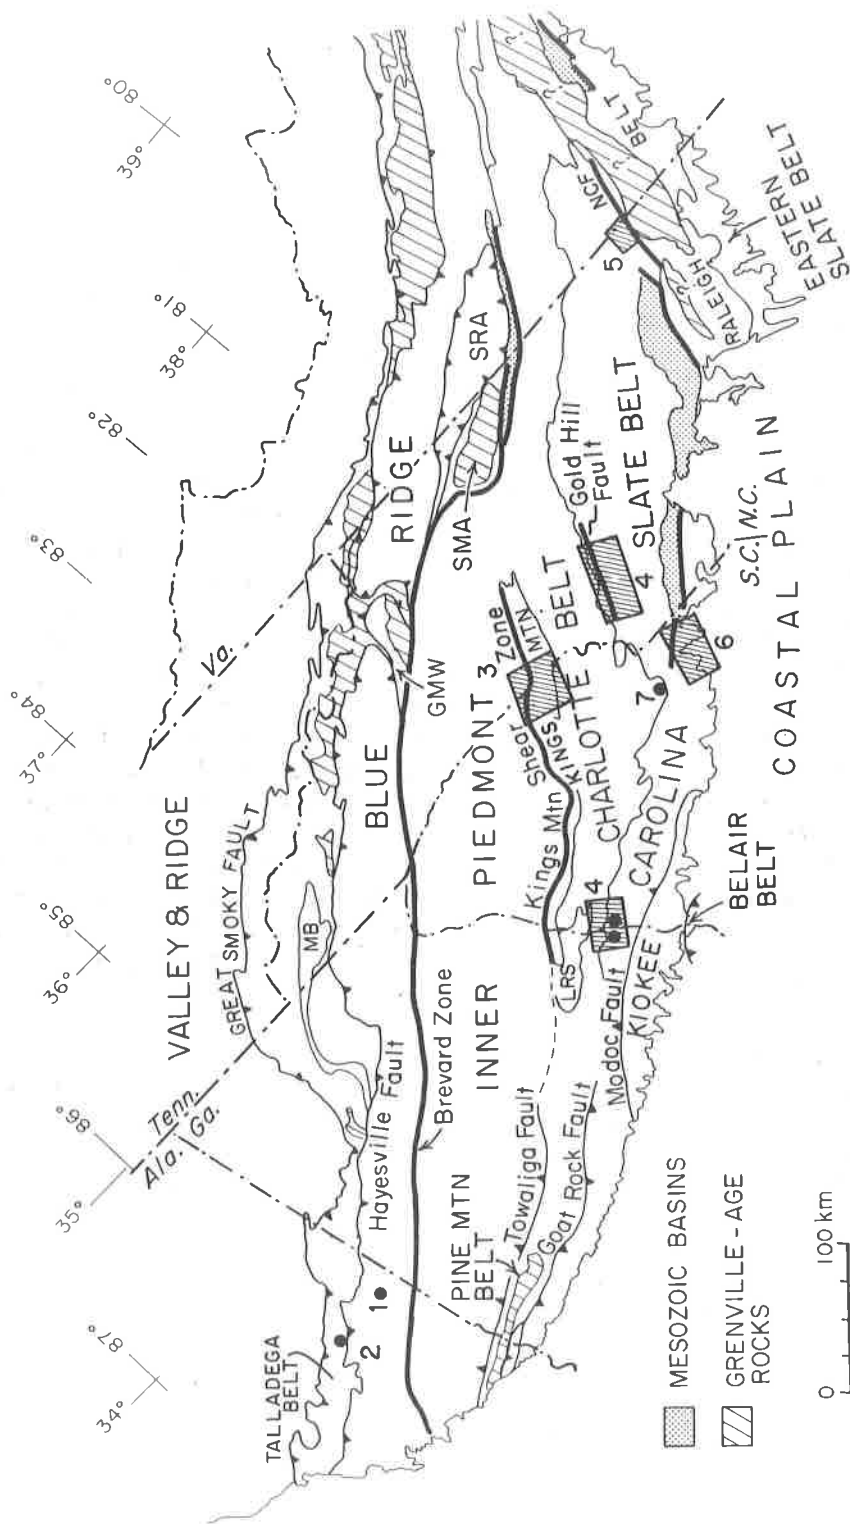 80°
39°
81°
38°
82°
83°
84°
37°
85°
36°
86°
35°
87°
34°
Va.
Tenn.
Ala.
Ga.
VALLEY & RIDGE
GREAT SMOKY FAULT
MB
BLUE
RIDGE
GMW
SMA
SRA
Hayesville Fault
Brevard Zone
TALLADEGA
BELT
1
2
INNER
PIEDMONT
PINE MTN
BELT
Towaliga Fault
Goat Rock Fault
LRS
Kings Mtn
Shear
Zone
KINGS
MTN
3
CHARLOTTE
BELT
Gold Hill
Fault
4
4
Modoc Fault
KIOKEE
CAROLINA
SLATE BELT
7
6
5
NCF
RALEIGH
BELT
?
?
?
?
EASTERN
SLATE BELT
BELAIR
BELT
S.C.
N.C.
COASTAL PLAIN
MESOZOIC BASINS
GRENVILLE-AGE
ROCKS
0
100 km